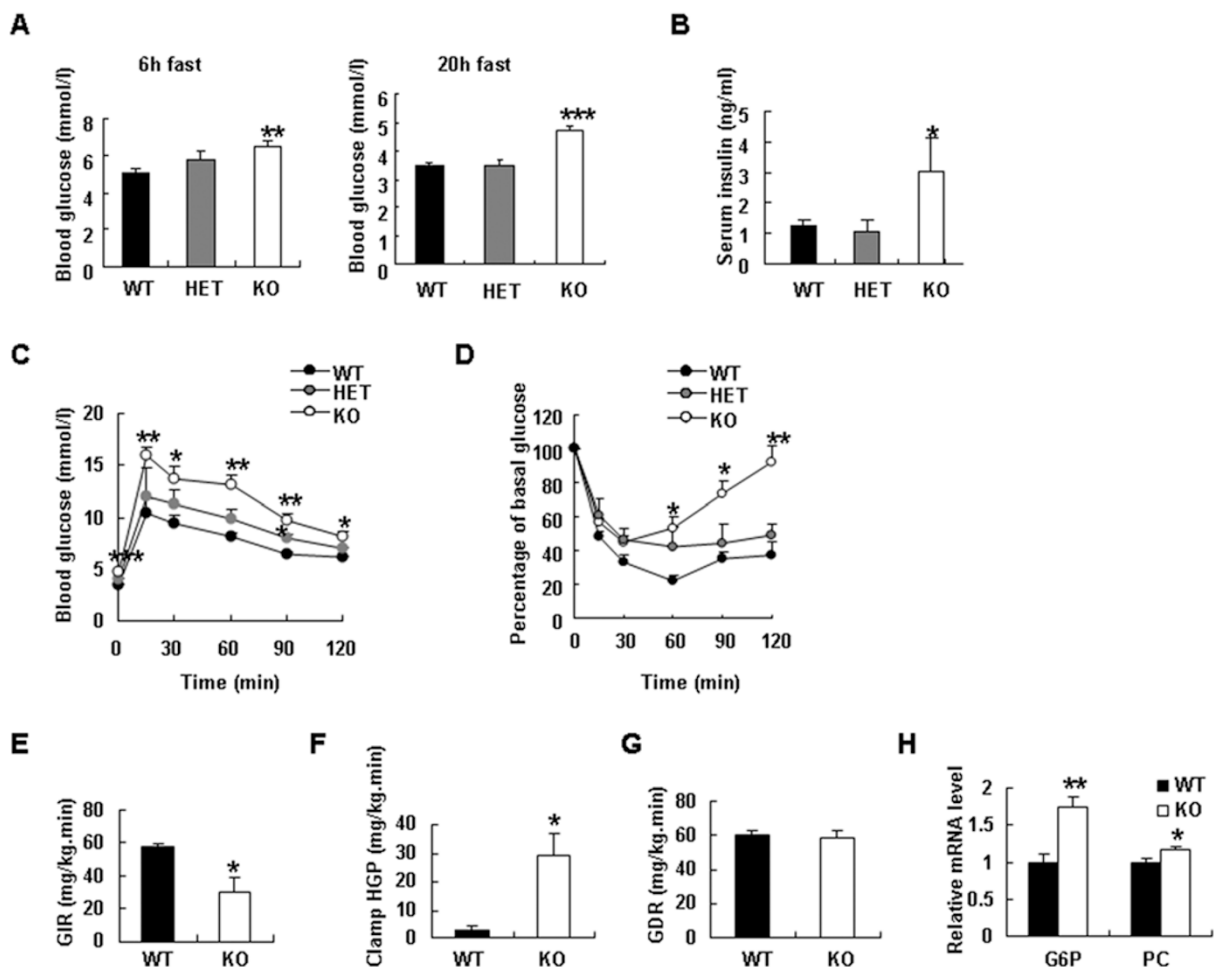 A
6h fast
Blood glucose (mmol/l)
8
6
4
2
0
**
WT HET KO
20h fast
Blood glucose (mmol/l)
6
5
4
3
2
1
0
***
WT HET KO
B
Serum insulin (ng/ml)
5
4
3
2
1
0
*
WT HET KO
C
WT
HET
KO
Blood glucose (mmol/l)
20
15
10
5
0
***
**
*
**
**
*
*
0 30 60 90 120
Time (min)
D
WT
HET
KO
Percentage of basal glucose
120
100
80
60
40
20
0
*
*
**
0 30 60 90 120
Time (min)
E
GIR (mg/kg.min)
80
60
40
20
0
*
WT KO
F
Clamp HGP (mg/kg.min)
40
30
20
10
0
*
WT KO
G
GDR (mg/kg.min)
80
60
40
20
0
WT KO
H
Relative mRNA level
2
1.5
1
0.5
0
**
*
WT
KO
G6P PC